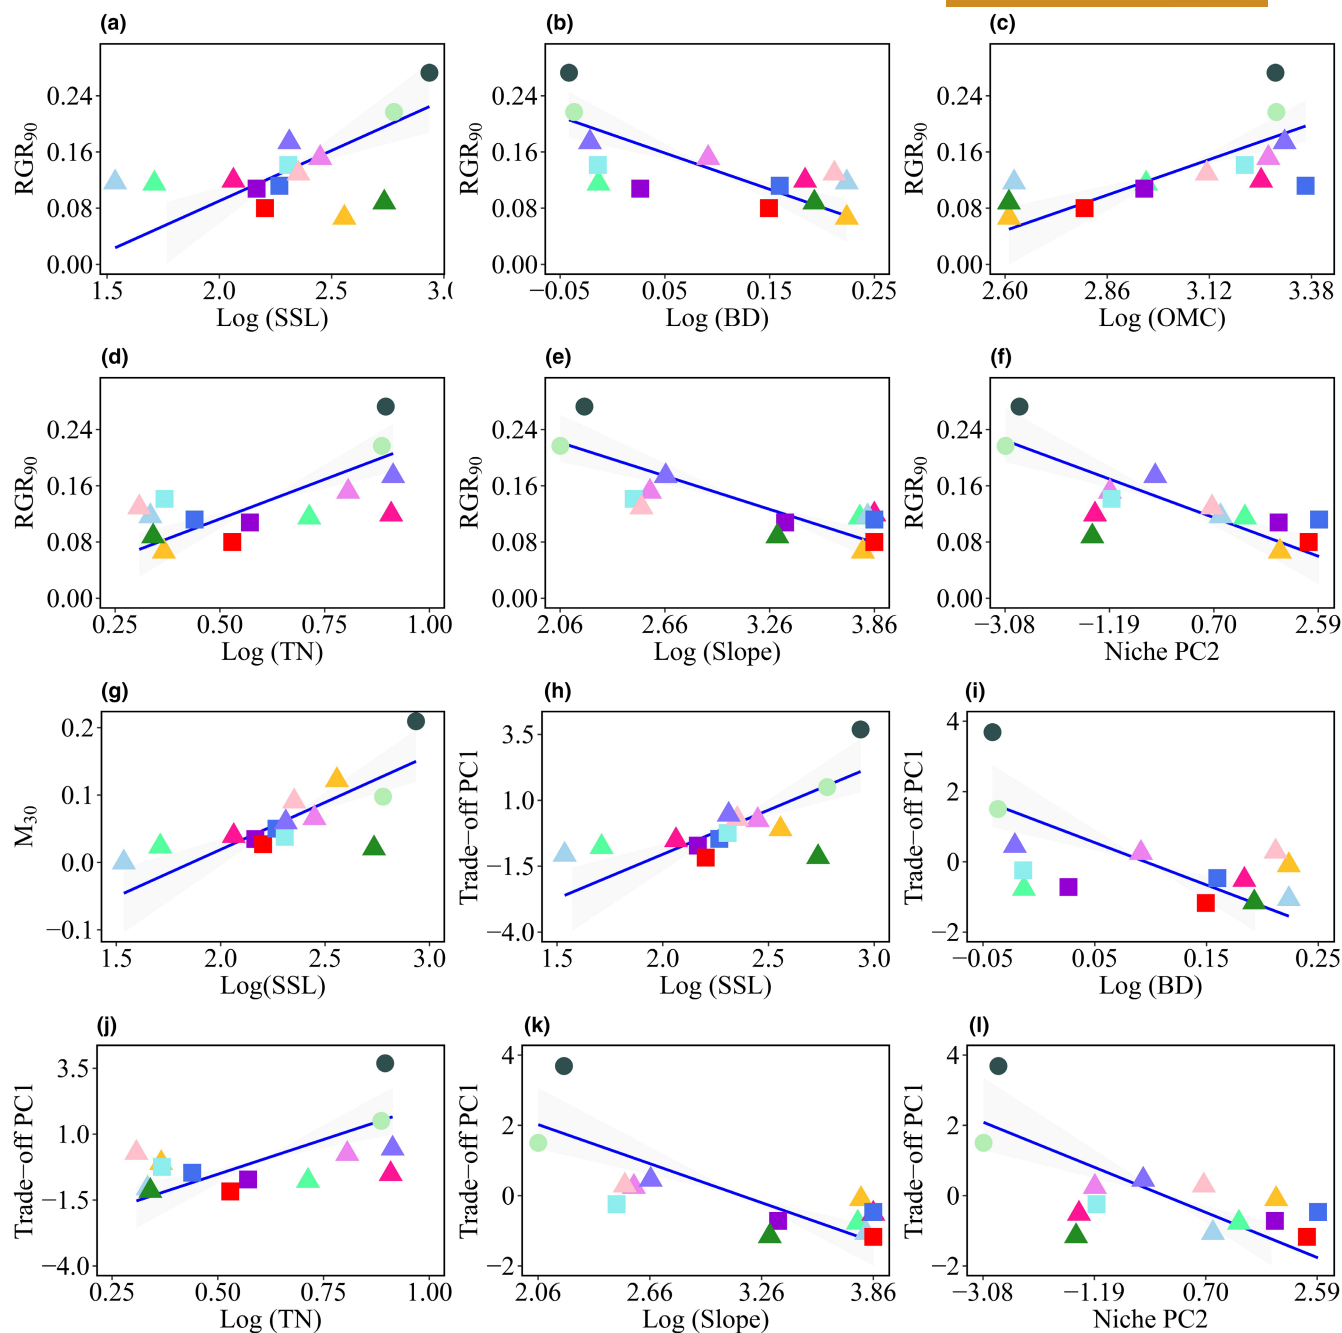 (a) (b) (c)
RGR90 0.24 0.16 0.08 0.00
1.5 2.0 2.5 3.0
Log (SSL)
RGR90 0.24 0.16 0.08 0.00
−0.05 0.05 0.15 0.25
Log (BD)
RGR90 0.24 0.16 0.08 0.00
2.60 2.86 3.12 3.38
Log (OMC)
(d) (e) (f)
RGR90 0.24 0.16 0.08 0.00
0.25 0.50 0.75 1.00
Log (TN)
RGR90 0.24 0.16 0.08 0.00
2.06 2.66 3.26 3.86
Log (Slope)
RGR90 0.24 0.16 0.08 0.00
−3.08 −1.19 0.70 2.59
Niche PC2
(g) (h) (i)
M30 0.2 0.1 0.0 −0.1
1.5 2.0 2.5 3.0
Log(SSL)
Trade−off PC1 3.5 1.0 −1.5 −4.0
1.5 2.0 2.5 3.0
Log (SSL)
Trade−off PC1 4 2 0 −2
−0.05 0.05 0.15 0.25
Log (BD)
(j) (k) (l)
Trade−off PC1 3.5 1.0 −1.5 −4.0
0.25 0.50 0.75 1.00
Log (TN)
Trade−off PC1 4 2 0 −2
2.06 2.66 3.26 3.86
Log (Slope)
Trade−off PC1 4 2 0 −2
−3.08 −1.19 0.70 2.59
Niche PC2